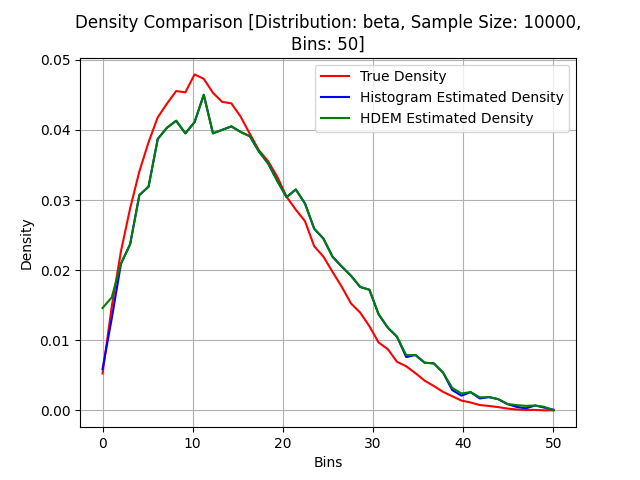 Density Comparison [Distribution: beta, Sample Size: 10000,
Bins: 50]
True Density
Histogram Estimated Density
HDEM Estimated Density
Density
0.05
0.04
0.03
0.02
0.01
0.00
0 10 20 30 40 50
Bins